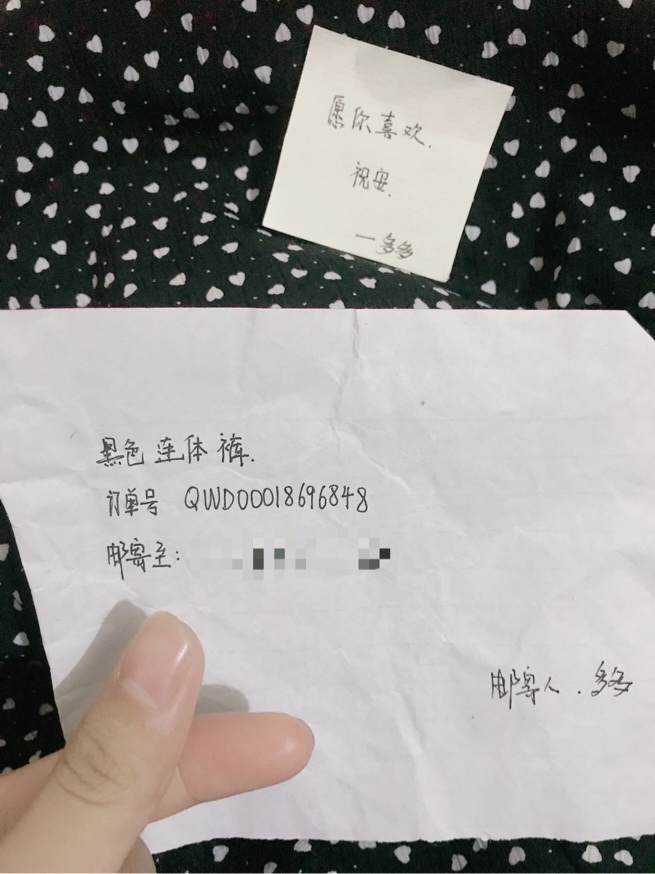 愿你喜欢.
祝安.
一多多
黑色连体裤.
订单号 QWD00018696848
邮寄至:
邮寄人.多多